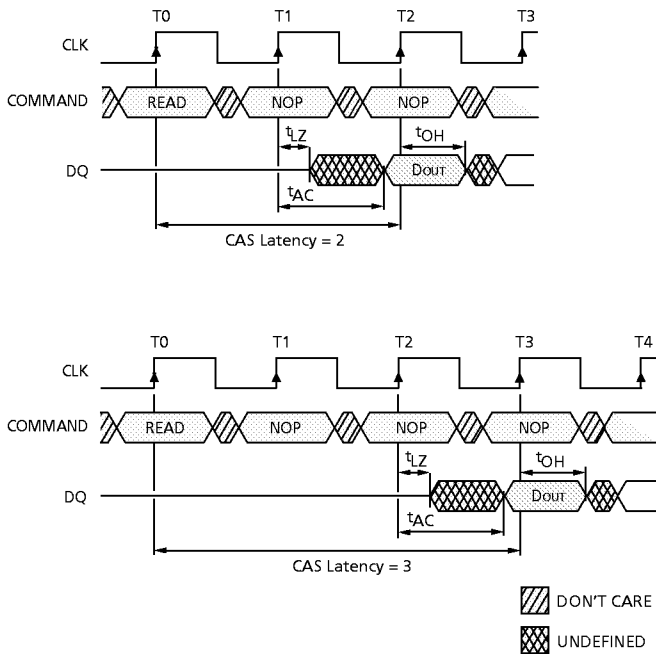 T0 T1 T2 T3
CLK
COMMAND READ NOP NOP
tLZ tOH
DQ DOUT
tAC
CAS Latency = 2
T0 T1 T2 T3 T4
CLK
COMMAND READ NOP NOP NOP
tLZ tOH
DQ DOUT
tAC
CAS Latency = 3
DON'T CARE
UNDEFINED